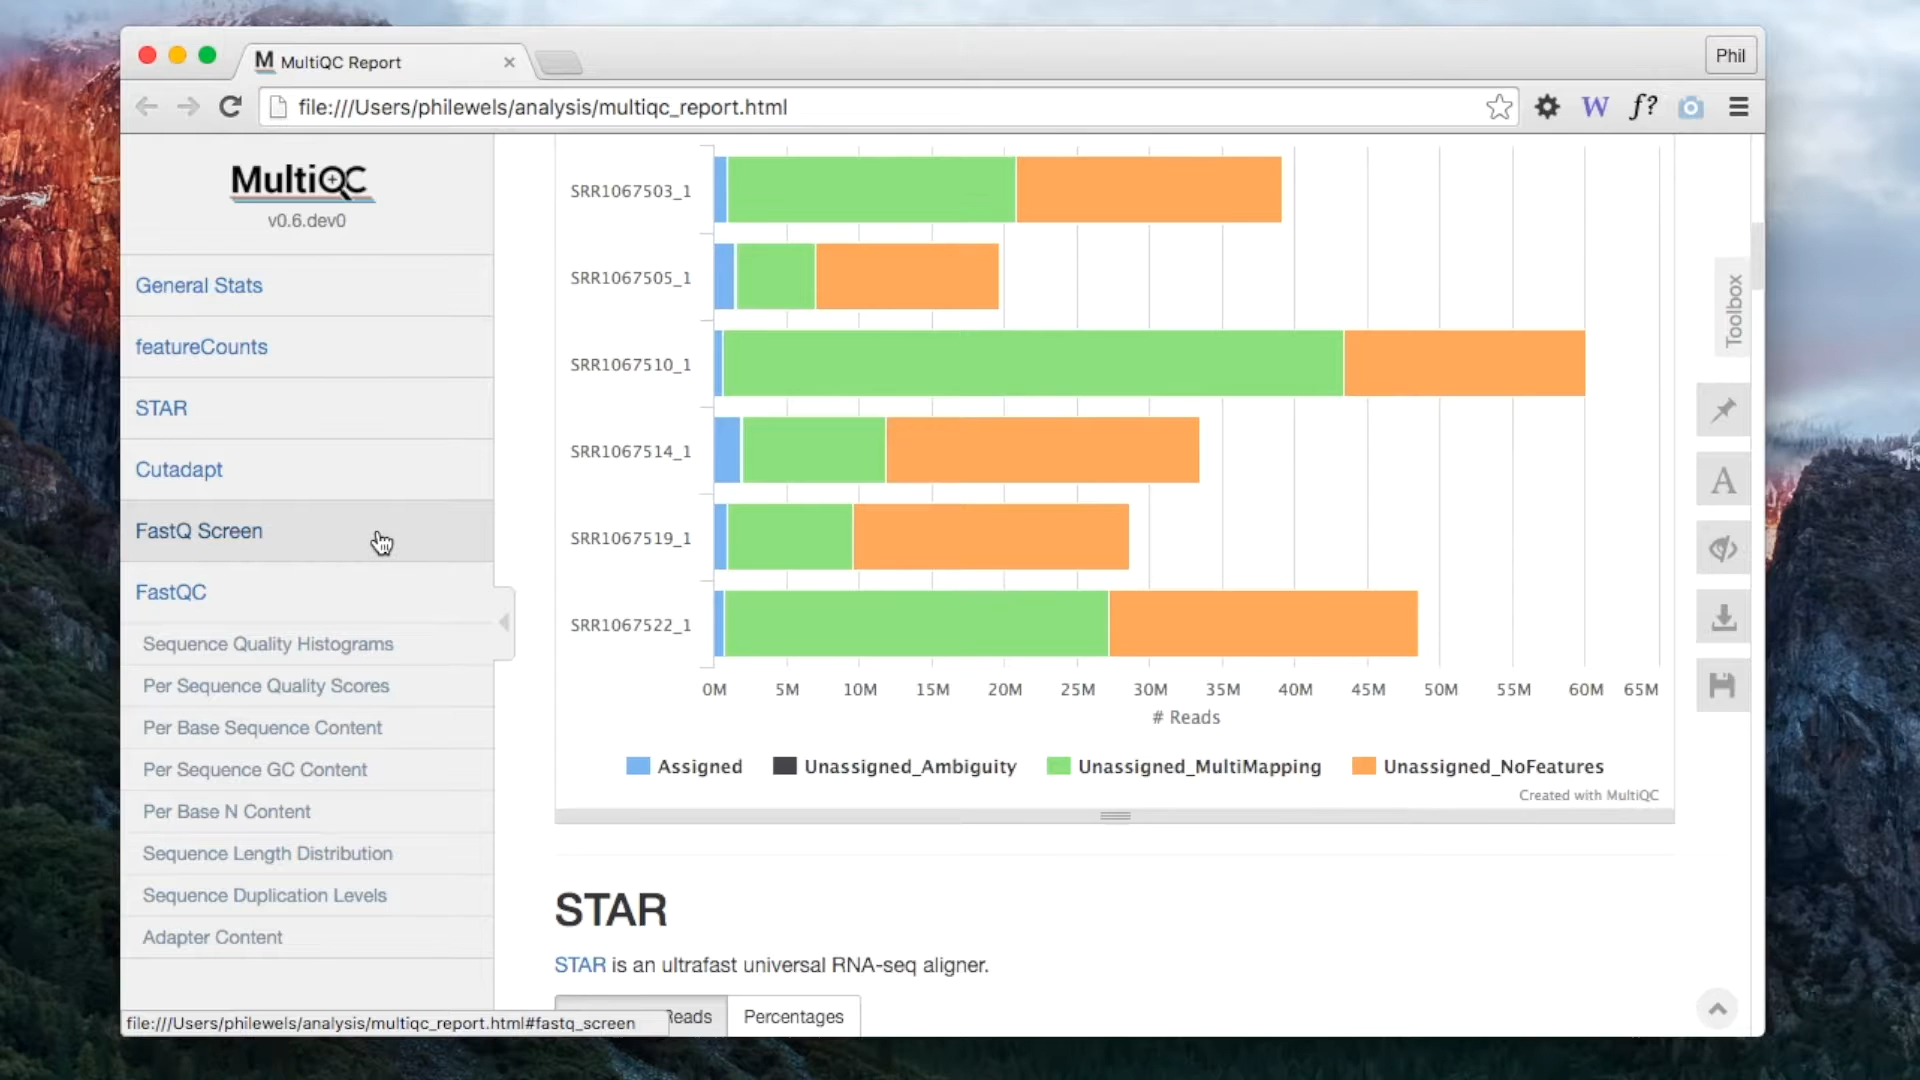 MultiQC Report
Phil
file:///Users/philewels/analysis/multiqc_report.html
W
f?
MultiQC
v0.6.dev0
General Stats
featureCounts
STAR
Cutadapt
FastQ Screen
FastQC
Sequence Quality Histograms
Per Sequence Quality Scores
Per Base Sequence Content
Per Sequence GC Content
Per Base N Content
Sequence Length Distribution
Sequence Duplication Levels
Adapter Content
file:///Users/philewels/analysis/multiqc_report.html#fastq_screen
SRR1067503_1
SRR1067505_1
SRR1067510_1
SRR1067514_1
SRR1067519_1
SRR1067522_1
0M 5M 10M 15M 20M 25M 30M 35M 40M 45M 50M 55M 60M 65M
# Reads
Assigned Unassigned_Ambiguity Unassigned_MultiMapping Unassigned_NoFeatures
Created with MultiQC
STAR
STAR is an ultrafast universal RNA-seq aligner.
Reads Percentages
Toolbox
A